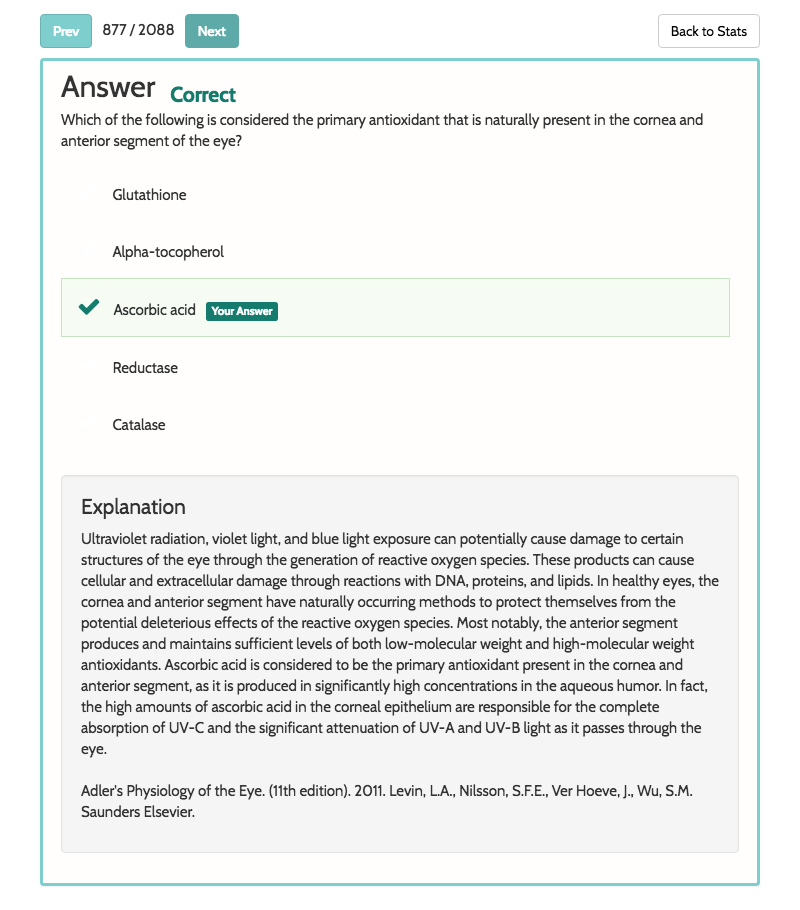 Prev 877 / 2088 Next Back to Stats
Answer Correct
Which of the following is considered the primary antioxidant that is naturally present in the cornea and
anterior segment of the eye?
Glutathione
Alpha-tocopherol
Ascorbic acid Your Answer
Reductase
Catalase
Explanation
Ultraviolet radiation, violet light, and blue light exposure can potentially cause damage to certain
structures of the eye through the generation of reactive oxygen species. These products can cause
cellular and extracellular damage through reactions with DNA, proteins, and lipids. In healthy eyes, the
cornea and anterior segment have naturally occurring methods to protect themselves from the
potential deleterious effects of the reactive oxygen species. Most notably, the anterior segment
produces and maintains sufficient levels of both low-molecular weight and high-molecular weight
antioxidants. Ascorbic acid is considered to be the primary antioxidant present in the cornea and
anterior segment, as it is produced in significantly high concentrations in the aqueous humor. In fact,
the high amounts of ascorbic acid in the corneal epithelium are responsible for the complete
absorption of UV-C and the significant attenuation of UV-A and UV-B light as it passes through the
eye.
Adler's Physiology of the Eye. (11th edition). 2011. Levin, L.A., Nilsson, S.F.E., Ver Hoeve, J., Wu, S.M.
Saunders Elsevier.